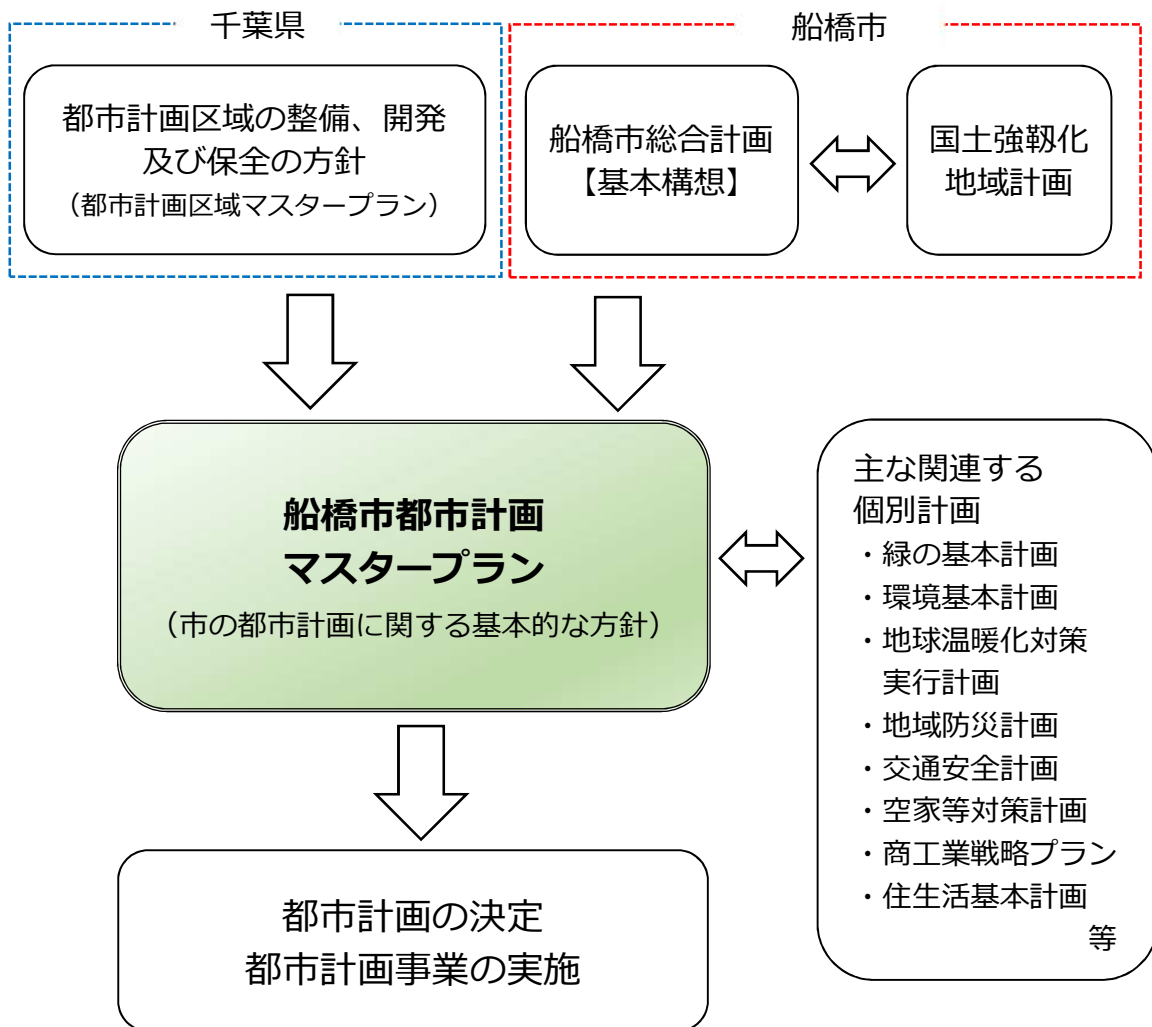 千葉県
都市計画区域の整備、開発
及び保全の方針
（都市計画区域マスタープラン）
船橋市
船橋市総合計画
【基本構想】
国土強靱化
地域計画
船橋市都市計画
マスタープラン
（市の都市計画に関する基本的な方針）
主な関連する
個別計画
・緑の基本計画
・環境基本計画
・地球温暖化対策
実行計画
・地域防災計画
・交通安全計画
・空家等対策計画
・商工業戦略プラン
・住生活基本計画
等
都市計画の決定
都市計画事業の実施